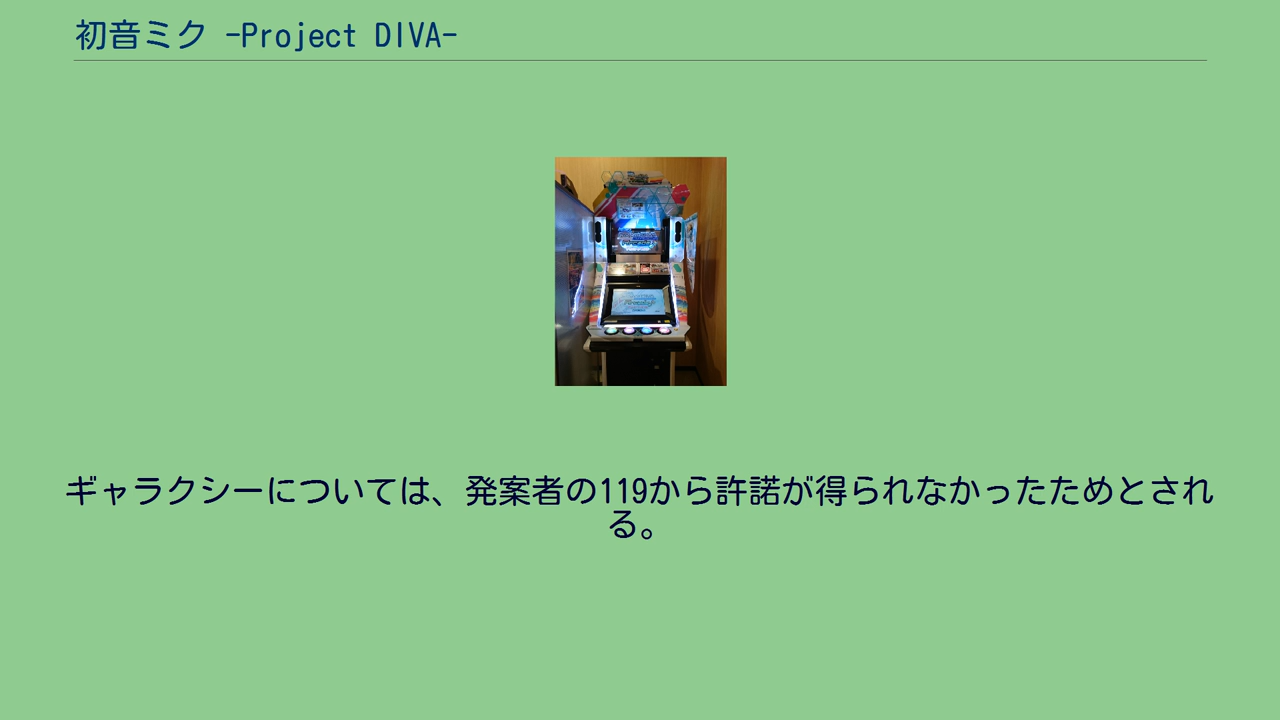 初音ミク -Project DIVA-
ギャラクシーについては、発案者の119から許諾が得られなかったためとされ
る。